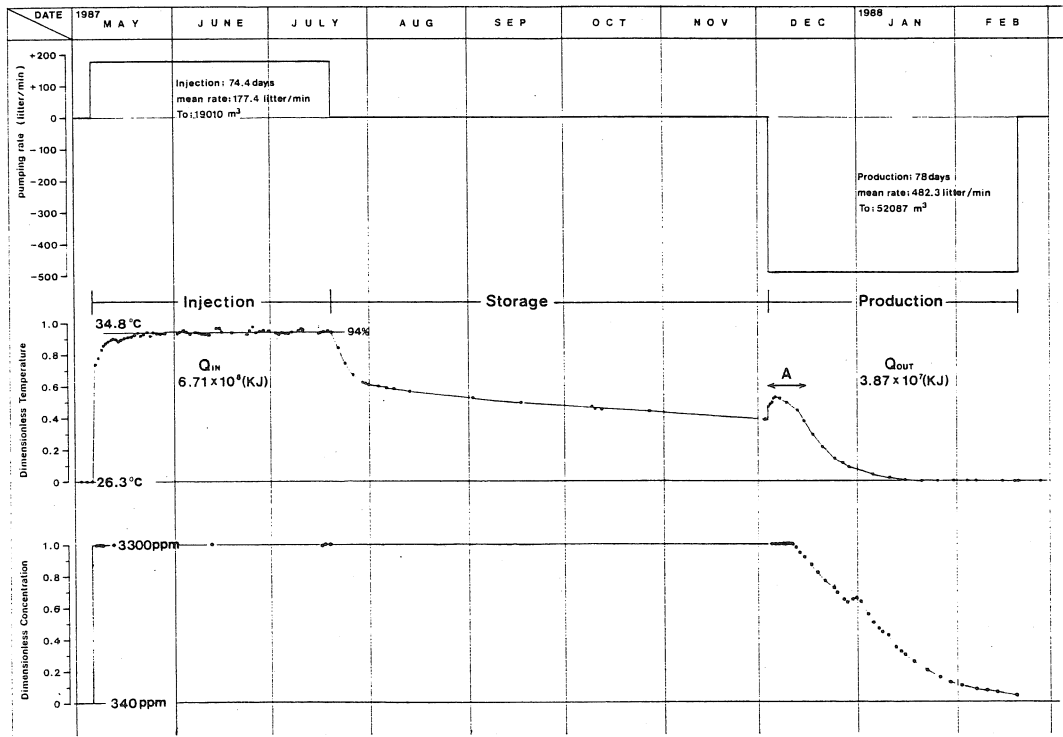 DATE 1987 1988
MAY JUNE JULY AUG SEP OCT NOV DEC JAN FEB
pumping rate (litter/min)
+200
+100
0
-100
-200
-300
-400
-500
Injection: 74.4 days
mean rate: 177.4 litter/min
To: 19010 m³
Production: 78 days
mean rate: 482.3 litter/min
To: 52087 m³
Injection Storage Production
Dimensionless Temperature
1.0
0.8
0.6
0.4
0.2
0
34.8°C
94%
QIN
6.71×10⁸(KJ)
A
QOUT
3.87×10⁷(KJ)
26.3°C
Dimensionless Concentration
1.0
0.8
0.6
0.4
0.2
0
3300ppm
340ppm